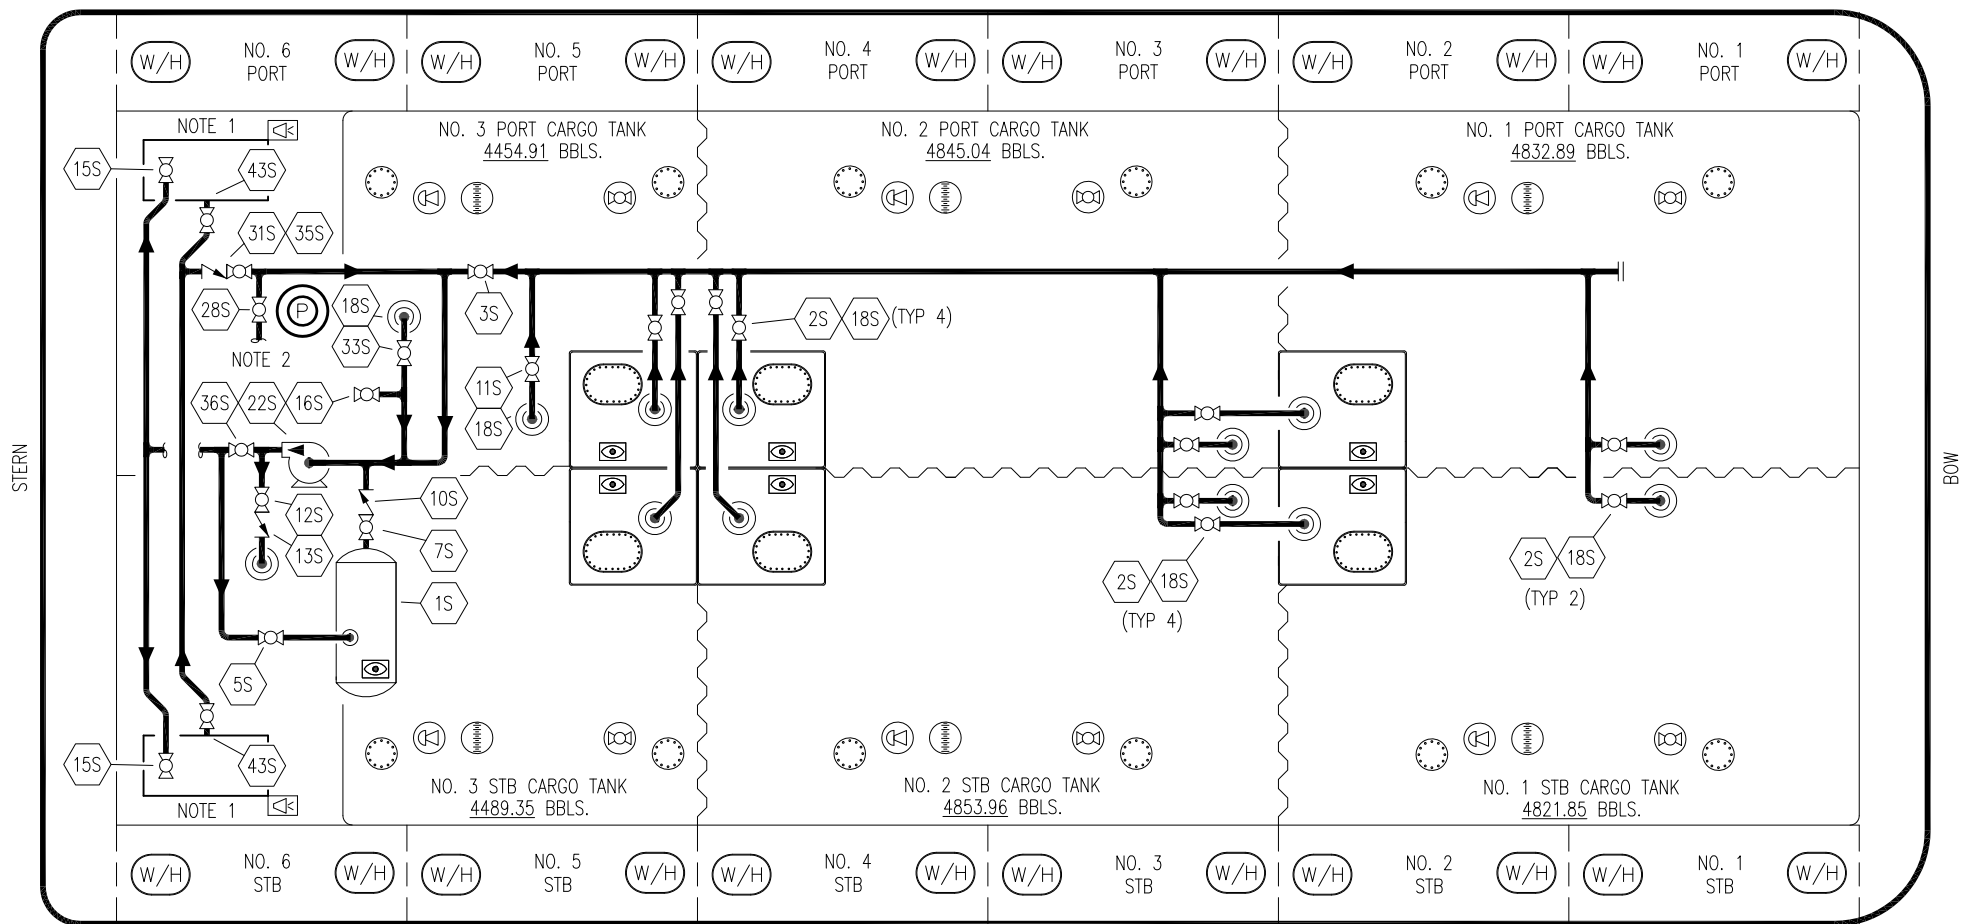 NO. 6
PORT
NO. 5
PORT
NO. 4
PORT
NO. 3
PORT
NO. 2
PORT
NO. 1
PORT
W/H
W/H
W/H
W/H
W/H
W/H
W/H
W/H
W/H
W/H
W/H
W/H
NOTE 1
NO. 3 PORT CARGO TANK
4454.91 BBLS.
NO. 2 PORT CARGO TANK
4845.04 BBLS.
NO. 1 PORT CARGO TANK
4832.89 BBLS.
15S
43S
31S
35S
28S
P
18S
33S
3S
2S
18S
(TYP 4)
NOTE 2
36S
22S
16S
11S
18S
STERN
BOW
10S
12S
7S
13S
1S
5S
2S
18S
(TYP 4)
2S
18S
(TYP 2)
15S
43S
NOTE 1
NO. 3 STB CARGO TANK
4489.35 BBLS.
NO. 2 STB CARGO TANK
4853.96 BBLS.
NO. 1 STB CARGO TANK
4821.85 BBLS.
W/H
W/H
W/H
W/H
W/H
W/H
W/H
W/H
W/H
W/H
W/H
W/H
NO. 6
STB
NO. 5
STB
NO. 4
STB
NO. 3
STB
NO. 2
STB
NO. 1
STB